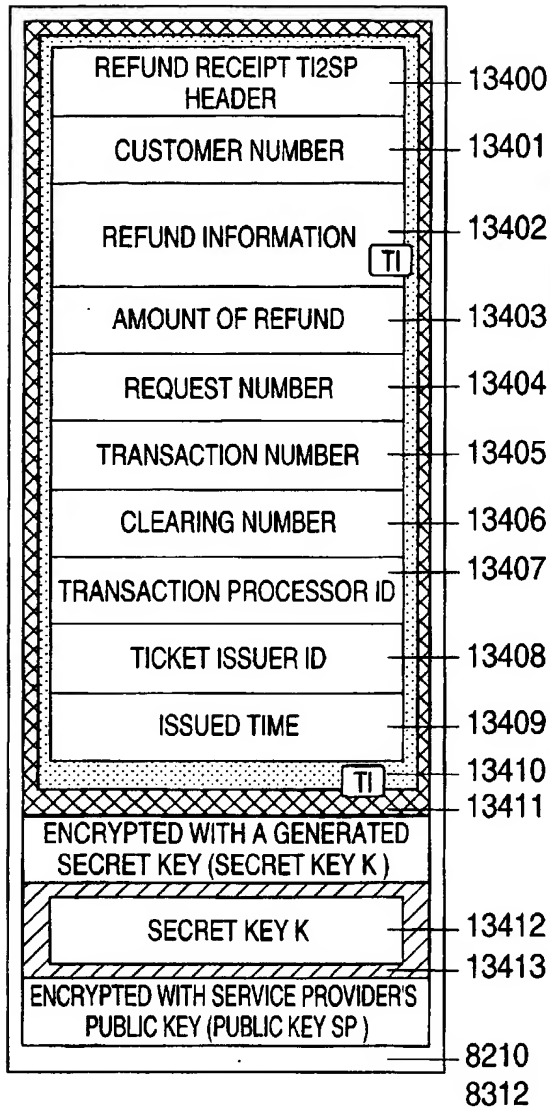 REFUND RECEIPT TI2SP
HEADER
13400
CUSTOMER NUMBER
13401
REFUND INFORMATION
13402
TI
AMOUNT OF REFUND
13403
REQUEST NUMBER
13404
TRANSACTION NUMBER
13405
CLEARING NUMBER
13406
13407
TRANSACTION PROCESSOR ID
TICKET ISSUER ID
13408
ISSUED TIME
13409
TI
13410
13411
ENCRYPTED WITH A GENERATED
SECRET KEY (SECRET KEY K )
SECRET KEY K
13412
13413
ENCRYPTED WITH SERVICE PROVIDER'S
PUBLIC KEY (PUBLIC KEY SP )
8210
8312